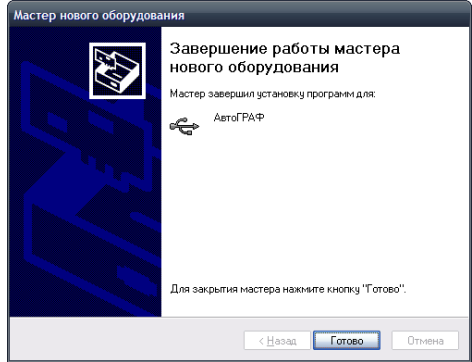 Мастер нового оборудования
Завершение работы мастера
нового оборудования
Мастер завершил установку программ для:
АвтоГРАФ
Для закрытия мастера нажмите кнопку "Готово".
< Назад
Готово
Отмена